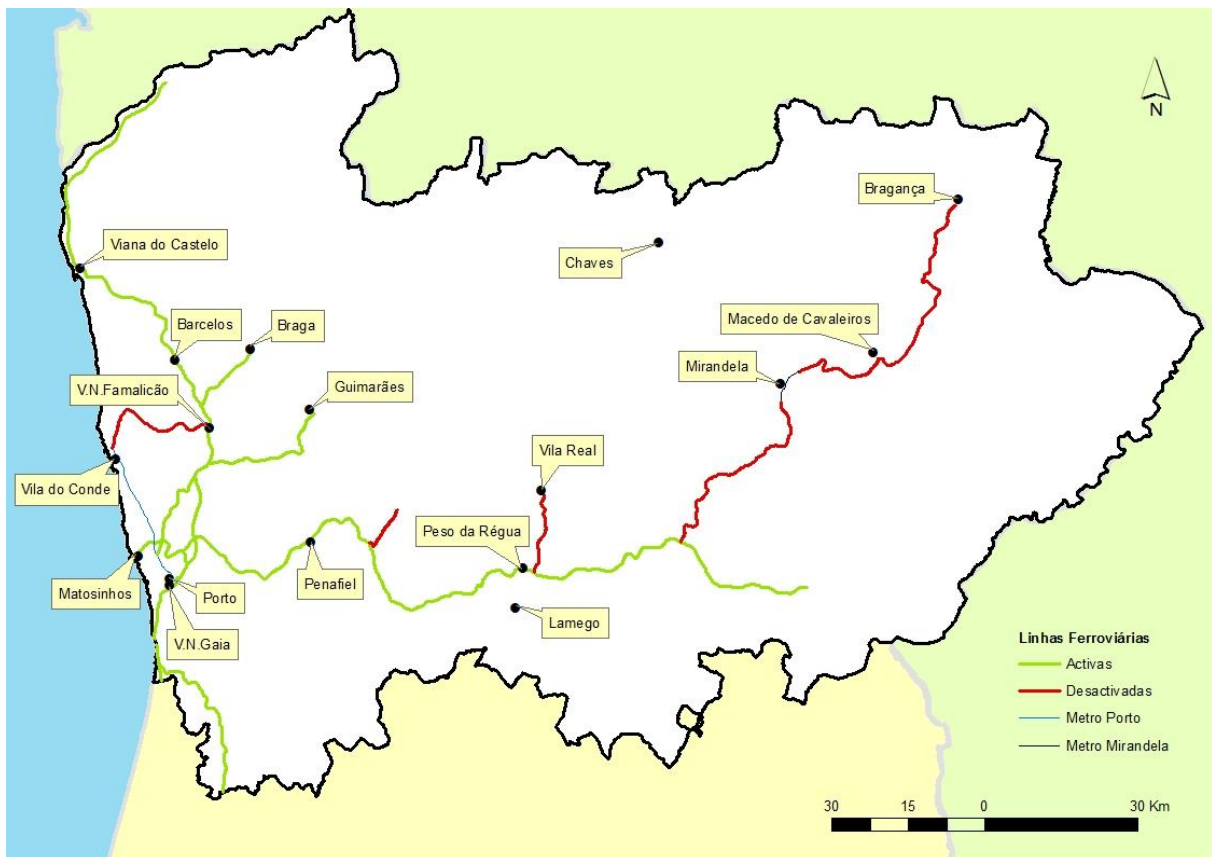 N
Bragança
Viana do Castelo
Chaves
Macedo de Cavaleiros
Barcelos
Braga
Mirandela
V.N.Famalicão
Guimarães
Vila Real
Vila do Conde
Peso da Régua
Matosinhos
Porto
Penafiel
Lamego
V.N.Gaia
Linhas Ferroviárias
Activas
Desactivadas
Metro Porto
Metro Mirandela
30 15 0 30 Km